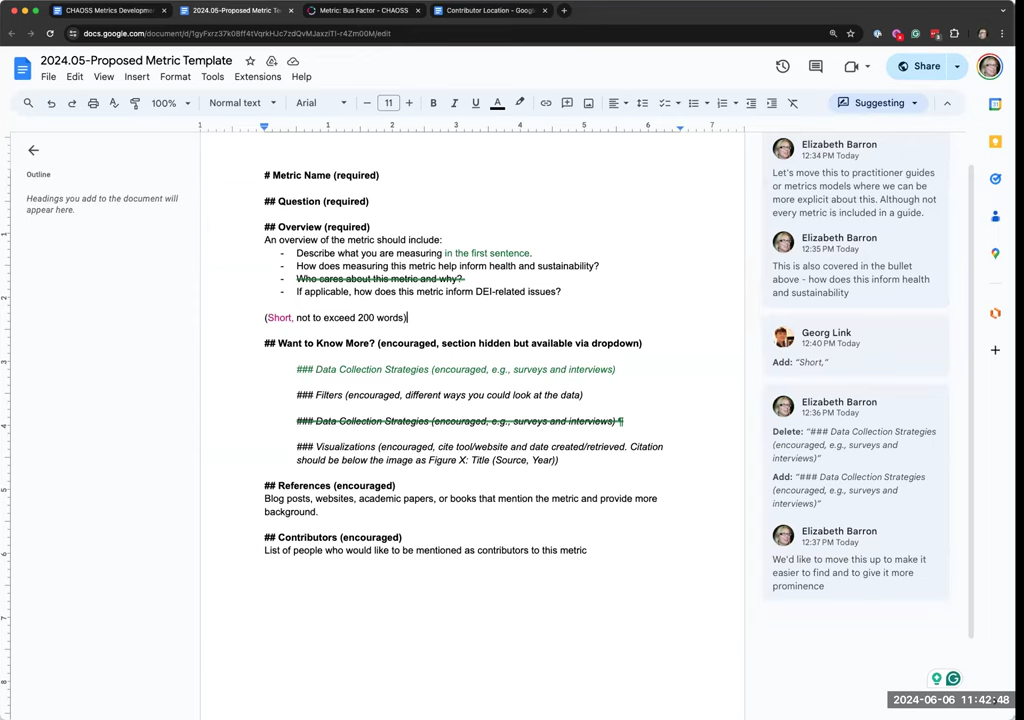 CHAOSS Metrics Developme
2024.05-Proposed Metric Te
Metric: Bus Factor - CHAOSS
Contributor Location - Google
docs.google.com/document/d/1gyFxrz37k08ff4tVqrkHJc7zdQvMJaxziTl-r4Zm00M/edit
2024.05-Proposed Metric Template
File Edit View Insert Format Tools Extensions Help
Share
100% Normal text Arial 11 B I U A Suggesting
1 1 2 3 4 5 6 7
Outline
Headings you add to the document will
appear here.
# Metric Name (required)
## Question (required)
## Overview (required)
An overview of the metric should include:
- Describe what you are measuring in the first sentence.
- How does measuring this metric help inform health and sustainability?
- Who cares about this metric and why?
- If applicable, how does this metric inform DEI-related issues?
(Short, not to exceed 200 words)
## Want to Know More? (encouraged, section hidden but available via dropdown)
### Data Collection Strategies (encouraged, e.g., surveys and interviews)
### Filters (encouraged, different ways you could look at the data)
### Data Collection Strategies (encouraged, e.g., surveys and interviews) ¶
### Visualizations (encouraged, cite tool/website and date created/retrieved. Citation
should be below the image as Figure X: Title (Source, Year))
## References (encouraged)
Blog posts, websites, academic papers, or books that mention the metric and provide more
background.
## Contributors (encouraged)
List of people who would like to be mentioned as contributors to this metric
Elizabeth Barron
12:34 PM Today
Let's move this to practitioner guides
or metrics models where we can be
more explicit about this. Although not
every metric is included in a guide.
Elizabeth Barron
12:35 PM Today
This is also covered in the bullet
above - how does this inform health
and sustainability
Georg Link
12:40 PM Today
Add: "Short,"
Elizabeth Barron
12:36 PM Today
Delete: "### Data Collection Strategies
(encouraged, e.g., surveys and
interviews)"
Add: "### Data Collection Strategies
(encouraged, e.g., surveys and
interviews)"
Elizabeth Barron
12:37 PM Today
We'd like to move this up to make it
easier to find and to give it more
prominence
2024-06-06 11:42:48